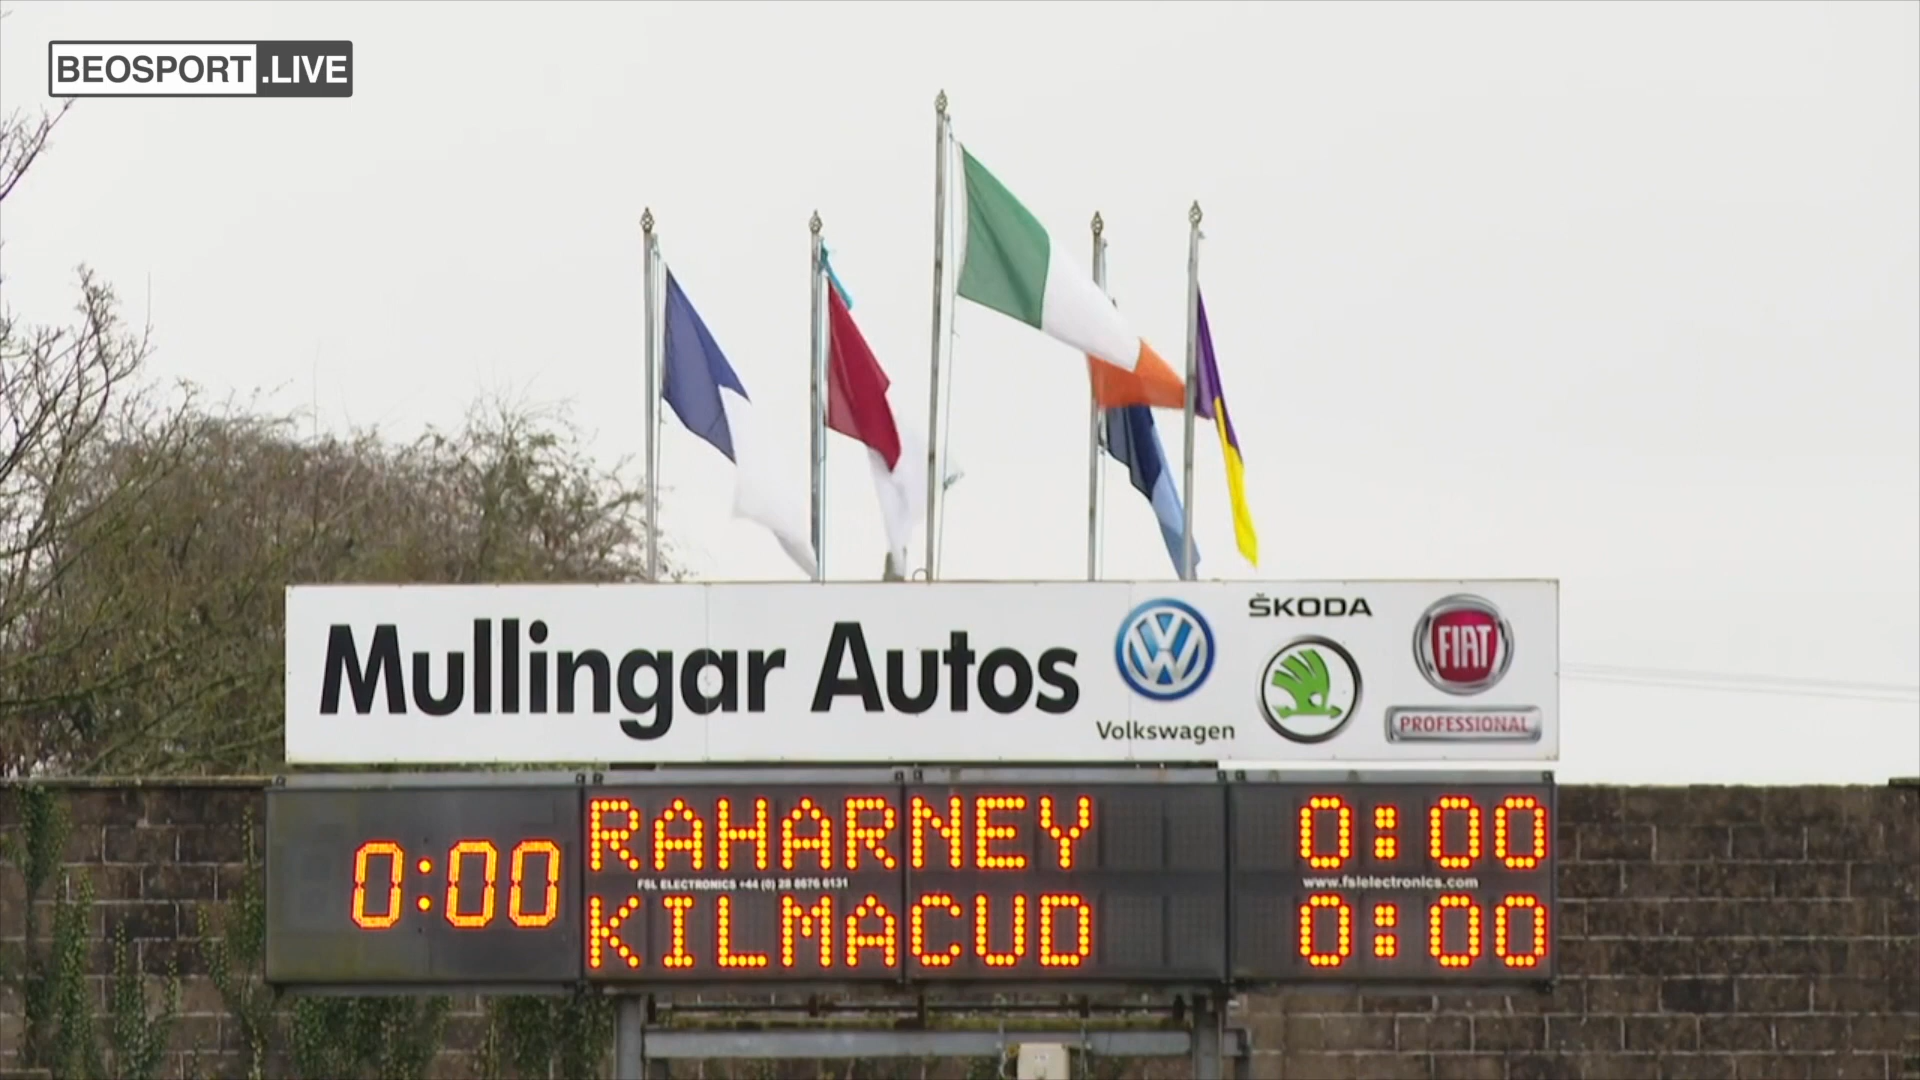 BEOSPORT.LIVE
Mullingar Autos
VW
Volkswagen
ŠKODA
FIAT
PROFESSIONAL
0:00
RAHARNEY 0:00
FSL ELECTRONICS +44 (0) 28 8676 6131
www.fslelectronics.com
KILMACUD 0:00